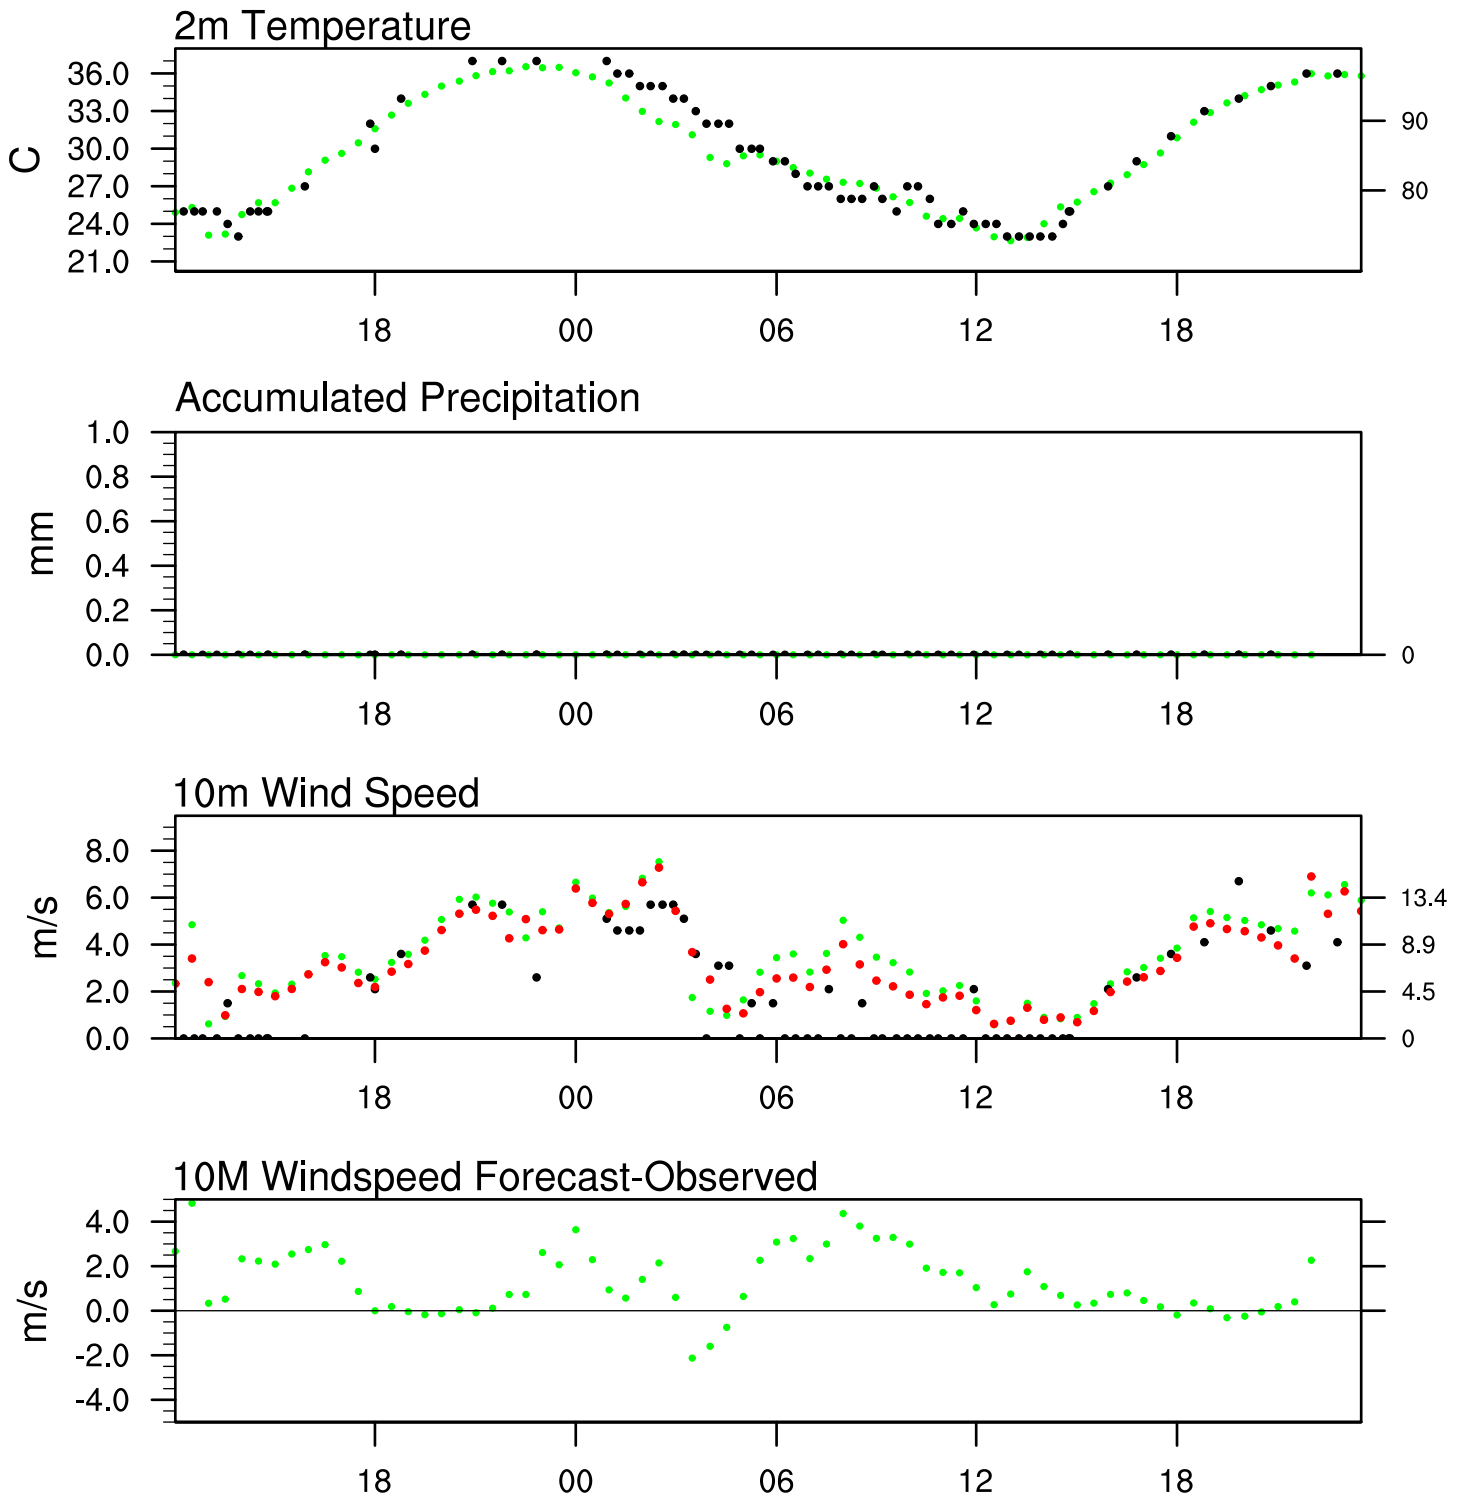 2m Temperature
36.0
33.0
30.0
27.0
24.0
21.0
C
90
80
18 00 06 12 18
Accumulated Precipitation
1.0
0.8
0.6
0.4
0.2
0.0
mm
0
18 00 06 12 18
10m Wind Speed
8.0
6.0
4.0
2.0
0.0
m/s
13.4
8.9
4.5
0
18 00 06 12 18
10M Windspeed Forecast-Observed
4.0
2.0
0.0
-2.0
-4.0
m/s
18 00 06 12 18